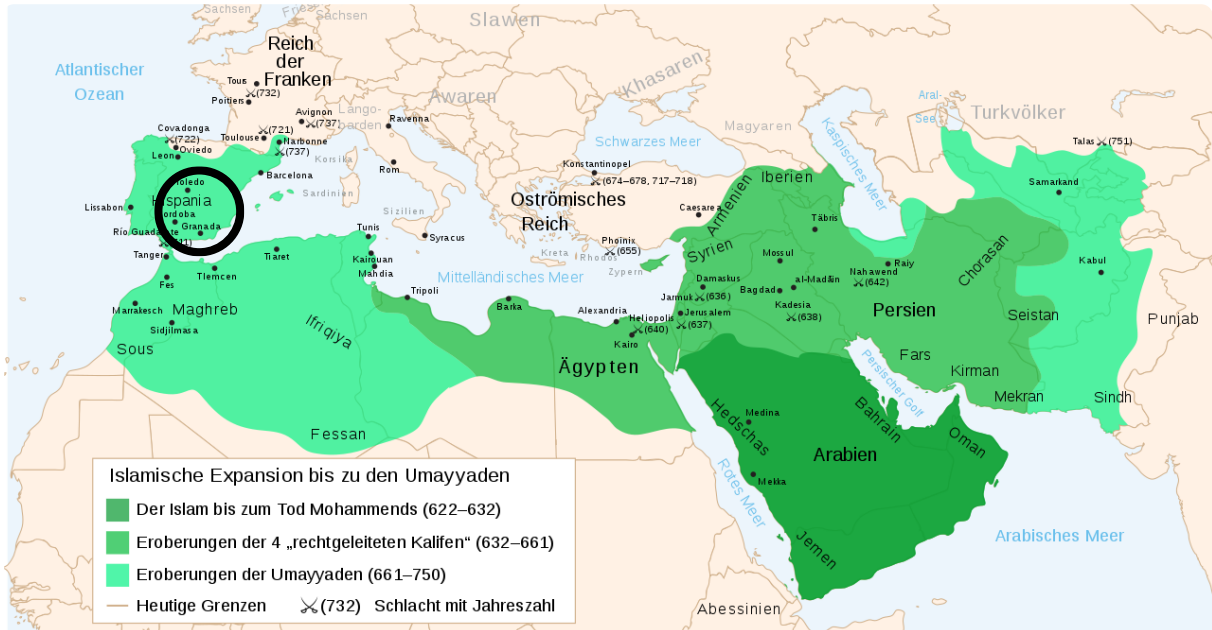 Sachsen
Friesen
Sachsen
Slawen
Reich
der
Franken
Atlantischer
Ozean
Khasaren
Awaren
Lango-
barden
Magyaren
Turkvölker
Aral-
See
Kaspisches Meer
Schwarzes Meer
Tours
(732)
Poitiers
Avignon
(737)
Ravenna
Covadonga
(722)
Oviedo
Leon
Toulouse
(721)
Narbonne
(737)
Barcelona
Korsika
Rom
Sardinien
Konstantinopel
(674–678, 717–718)
Talas
(751)
Samarkand
Toledo
Hispania
Lissabon
Cordoba
Granada
Tanger
Sizilien
Syracus
Oströmisches
Reich
Phoinix
(655)
Kreta
Rhodos
Zypern
Caesarea
Armenien
Iberien
Täbris
Syrien
Mossul
Tunis
Kairouan
Mahdia
Tiaret
Tlemcen
Fes
Marrakesch
Maghreb
Sidjilmasa
Sous
Ifriqiya
Fessan
Tripoli
Mittelländisches Meer
Barka
Alexandria
Heliopolis
(640)
Kairo
Ägypten
Damaskus
Jarmuk
(636)
Jerusalem
(637)
Bagdad
al-Madāin
Kadesia
(638)
Nahawend
(642)
Raiy
Persien
Chorasan
Kabul
Seistan
Punjab
Fars
Kirman
Mekran
Sindh
Persischer Golf
Bahrain
Oman
Hedschas
Medina
Arabien
Mekka
Rotes Meer
Jemen
Arabisches Meer
Abessinien
Islamische Expansion bis zu den Umayyaden
Der Islam bis zum Tod Mohammends (622–632)
Eroberungen der 4 „rechtgeleiteten Kalifen“ (632–661)
Eroberungen der Umayyaden (661–750)
Heutige Grenzen
(732) Schlacht mit Jahreszahl